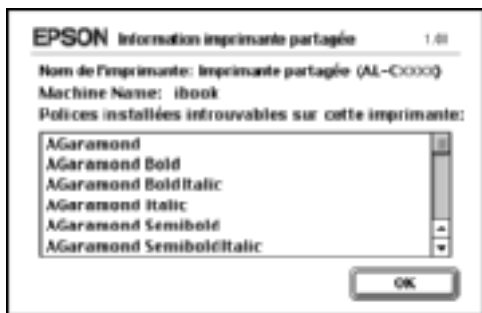 EPSON Information imprimante partagée 1.0I
Nom de l'imprimante: Imprimante partagée (AL-CXXXX)
Machine Name: ibook
Polices installées introuvables sur cette imprimante:
AGaramond
AGaramond Bold
AGaramond BoldItalic
AGaramond Italic
AGaramond Semibold
AGaramond SemiboldItalic
OK